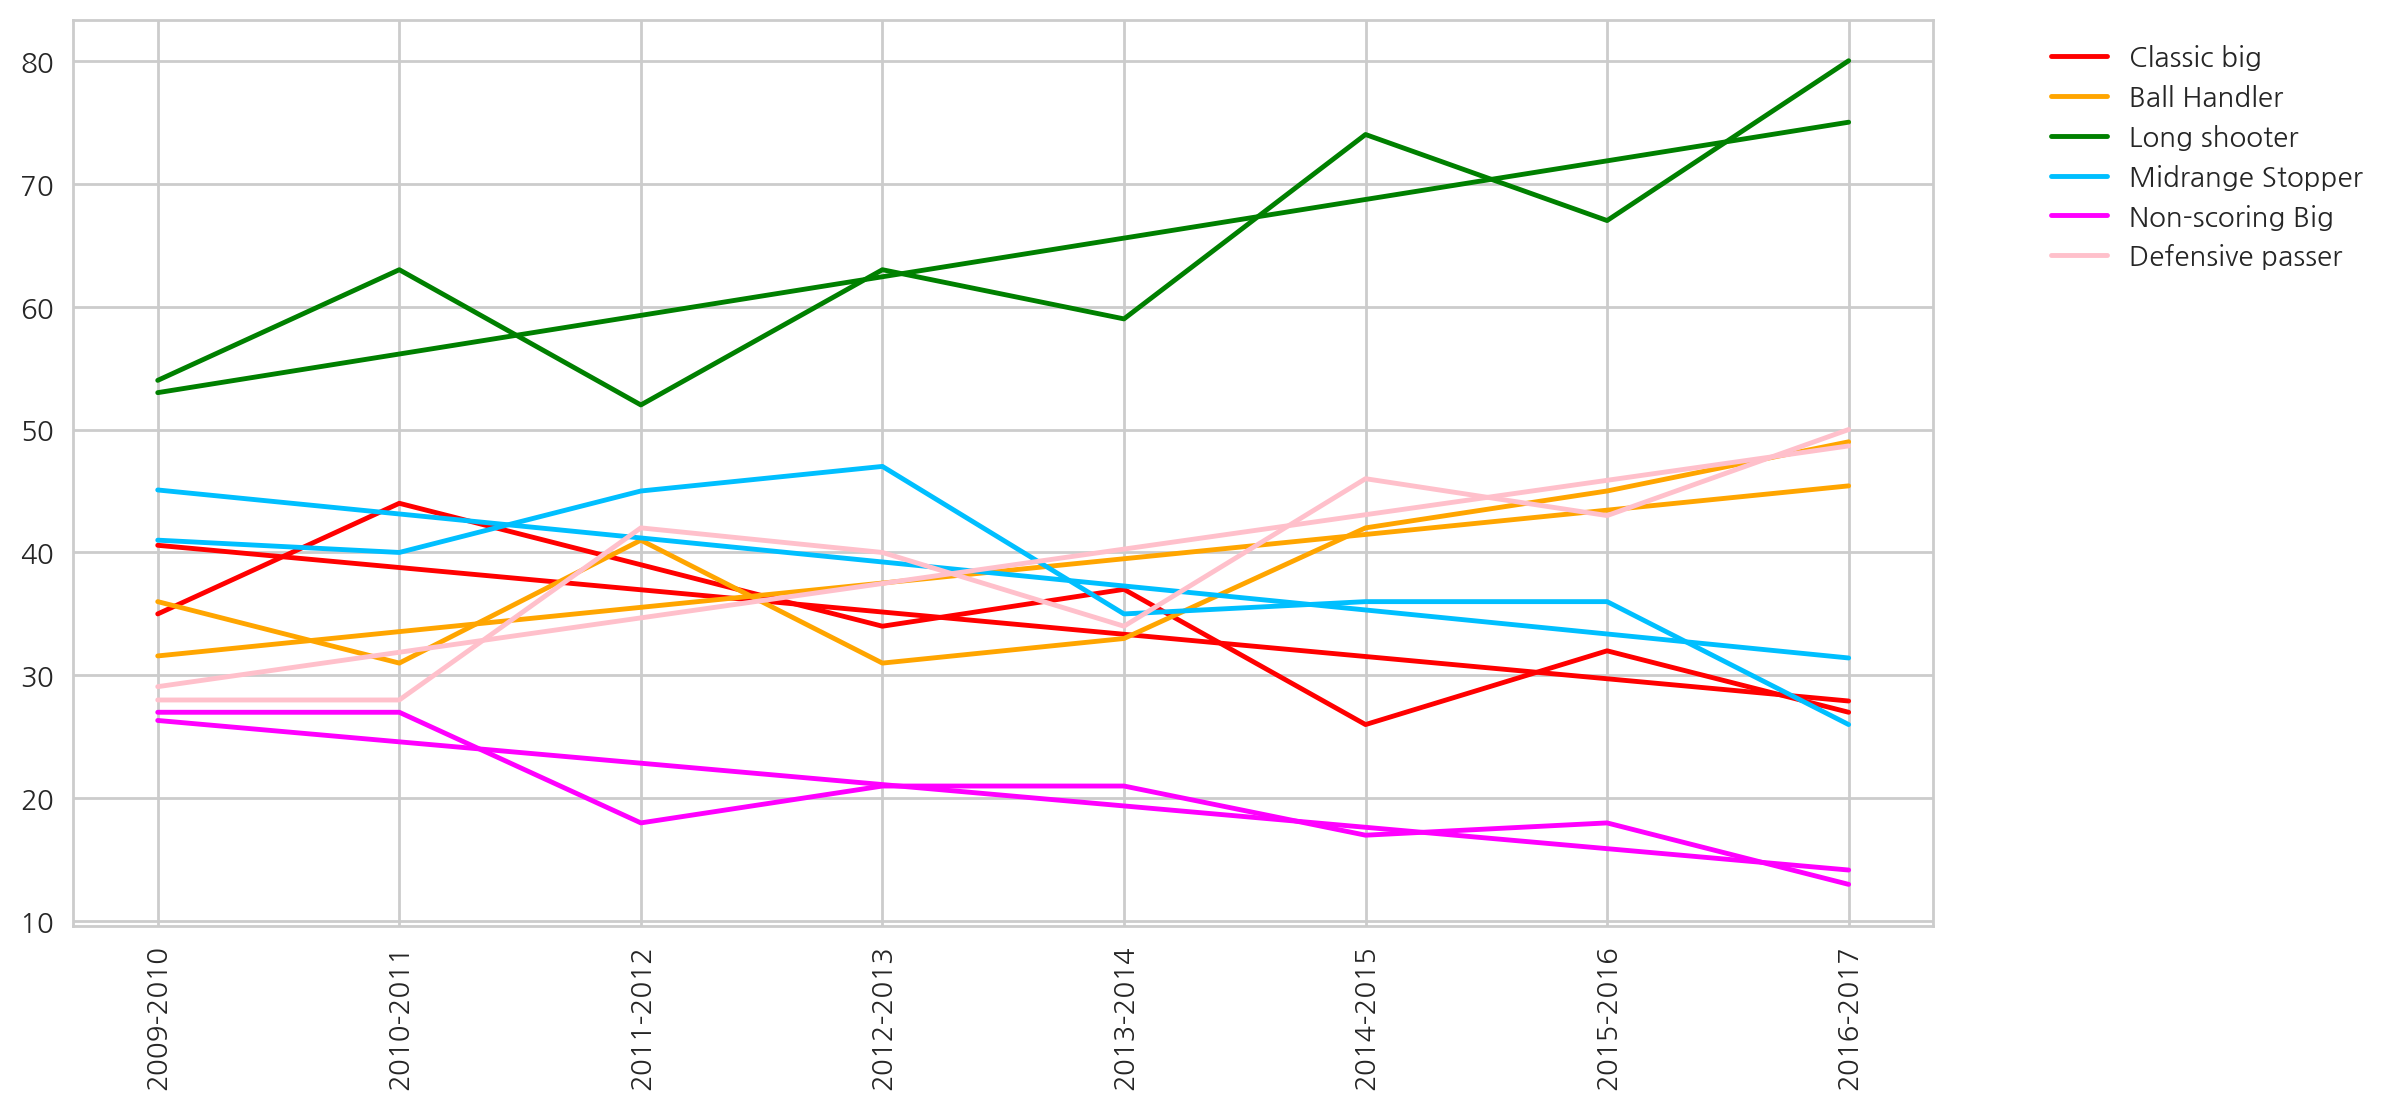 80
70
60
50
40
30
20
10
2009-2010
2010-2011
2011-2012
2012-2013
2013-2014
2014-2015
2015-2016
2016-2017
Classic big
Ball Handler
Long shooter
Midrange Stopper
Non-scoring Big
Defensive passer